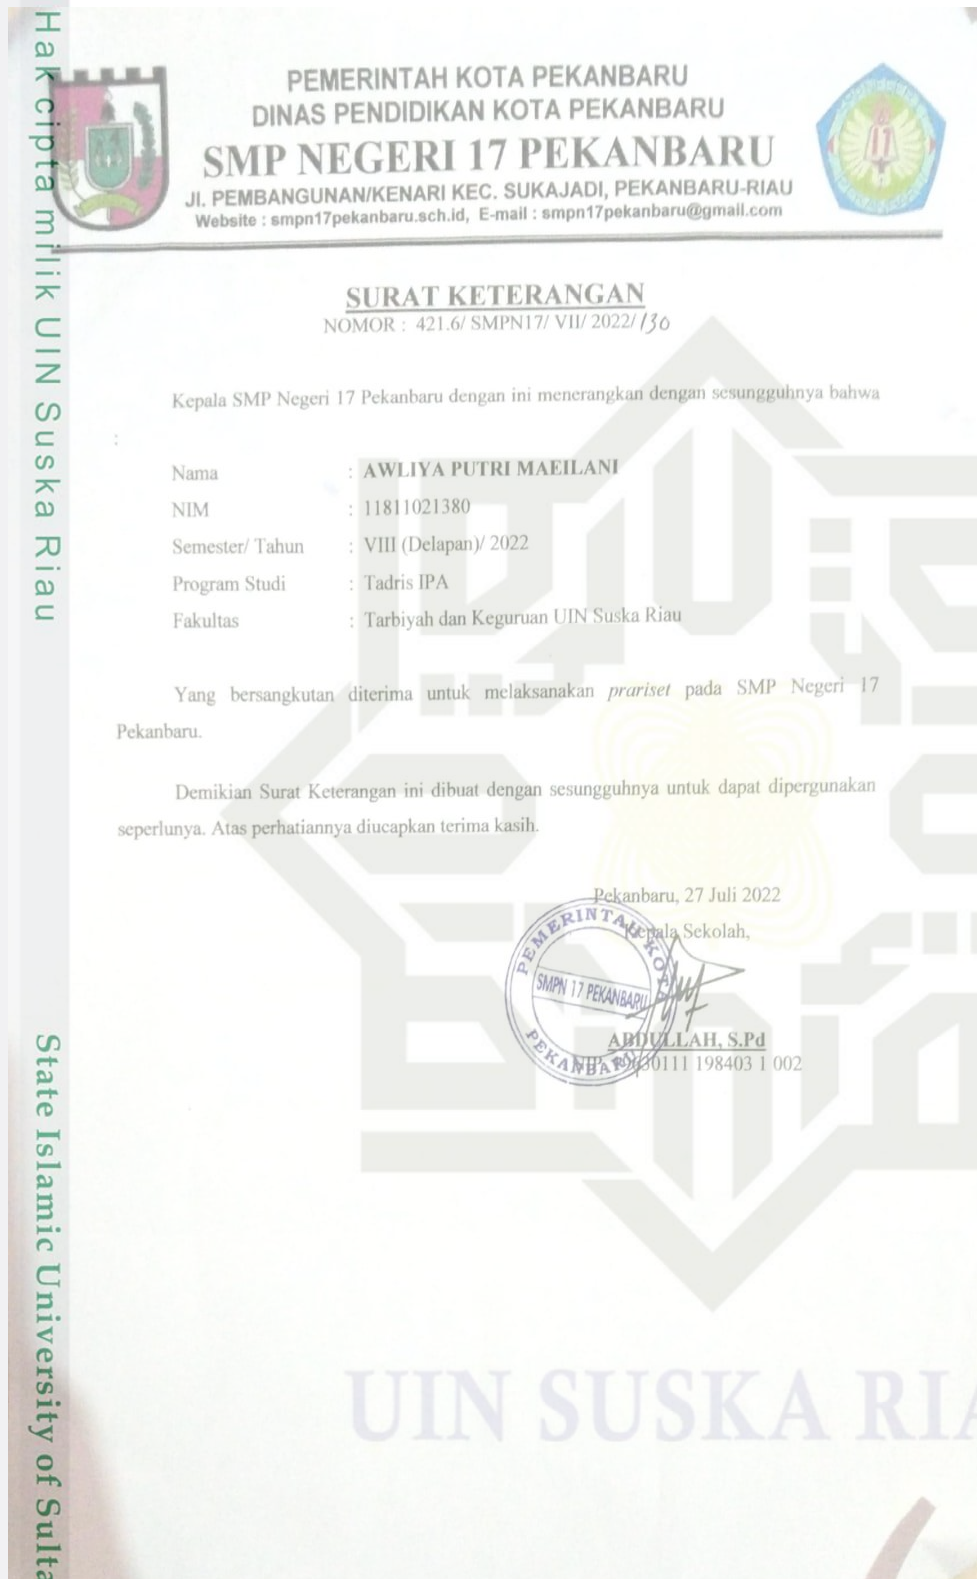 PEMERINTAH KOTA PEKANBARU
DINAS PENDIDIKAN KOTA PEKANBARU
SMP NEGERI 17 PEKANBARU
Jl. PEMBANGUNAN/KENARI KEC. SUKAJADI, PEKANBARU-RIAU
Website : smpn17pekanbaru.sch.id, E-mail : smpn17pekanbaru@gmail.com
SURAT KETERANGAN
NOMOR : 421.6/ SMPN17/ VII/ 2022/130
Kepala SMP Negeri 17 Pekanbaru dengan ini menerangkan dengan sesungguhnya bahwa
:
Nama : AWLIYA PUTRI MAEILANI
NIM : 11811021380
Semester/ Tahun : VIII (Delapan)/ 2022
Program Studi : Tadris IPA
Fakultas : Tarbiyah dan Keguruan UIN Suska Riau
Yang bersangkutan diterima untuk melaksanakan prariset pada SMP Negeri 17
Pekanbaru.
Demikian Surat Keterangan ini dibuat dengan sesungguhnya untuk dapat dipergunakan
seperlunya. Atas perhatiannya diucapkan terima kasih.
Pekanbaru, 27 Juli 2022
Kepala Sekolah,
PEMERINTAH KOTA
SMPN 17 PEKANBARU
PEKANBARU
ABDULLAH, S.Pd
198403 1 002
UIN SUSKA RIA
Hak cipta milik UIN Suska Riau
State Islamic University of Sulta